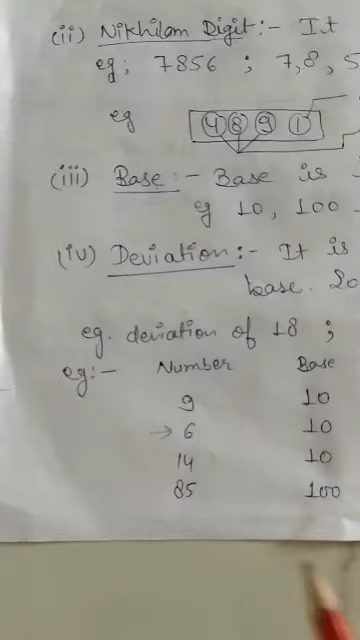 (ii) Nikhilam Digit :- It
eg; 7856 ; 7, 8, 5
eg 4 8 9 1
(iii) Base :- Base is
eg 10, 100
(iv) Deviation :- It is
base. 20
eg. deviation of 18 ;
eg:- Number Base
9 10
→ 6 10
14 10
85 100